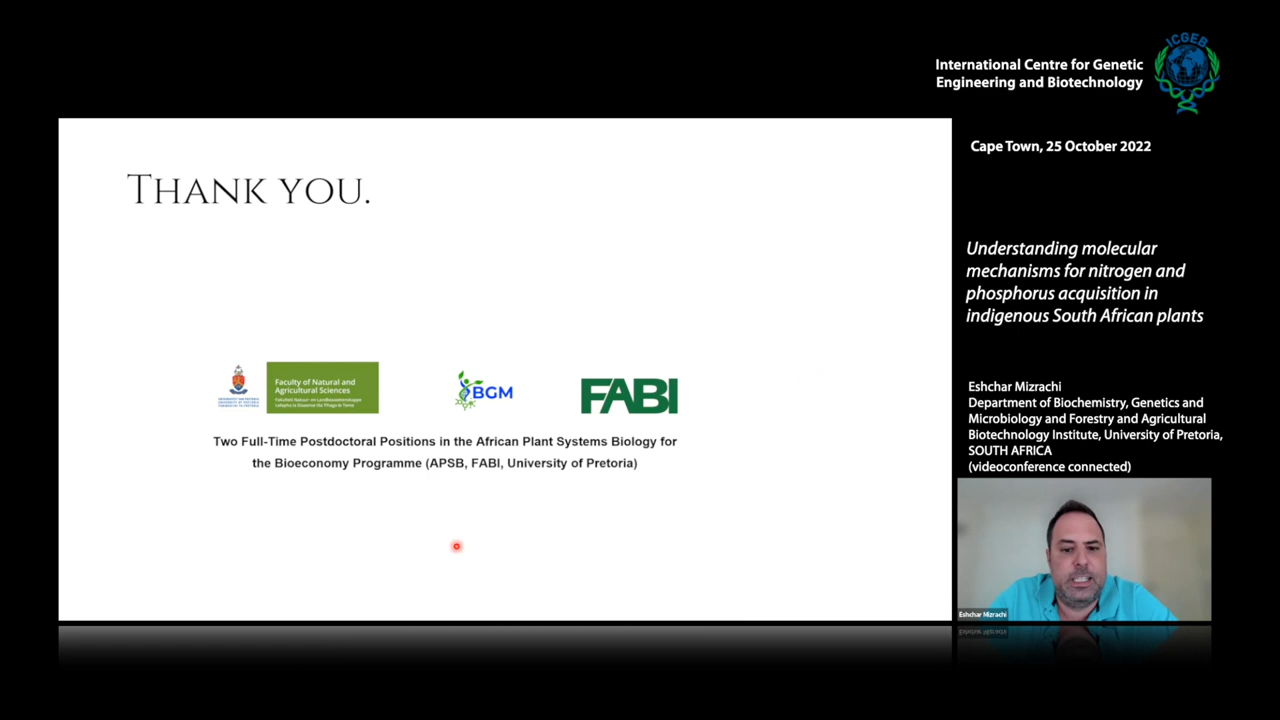 ICGEB
International Centre for Genetic
Engineering and Biotechnology
Cape Town, 25 October 2022
THANK YOU.
Understanding molecular
mechanisms for nitrogen and
phosphorus acquisition in
indigenous South African plants
Faculty of Natural and
Agricultural Sciences
BGM
FABI
Two Full-Time Postdoctoral Positions in the African Plant Systems Biology for
the Bioeconomy Programme (APSB, FABI, University of Pretoria)
Eshchar Mizrachi
Department of Biochemistry, Genetics and
Microbiology and Forestry and Agricultural
Biotechnology Institute, University of Pretoria,
SOUTH AFRICA
(videoconference connected)
Eshchar Mizrachi